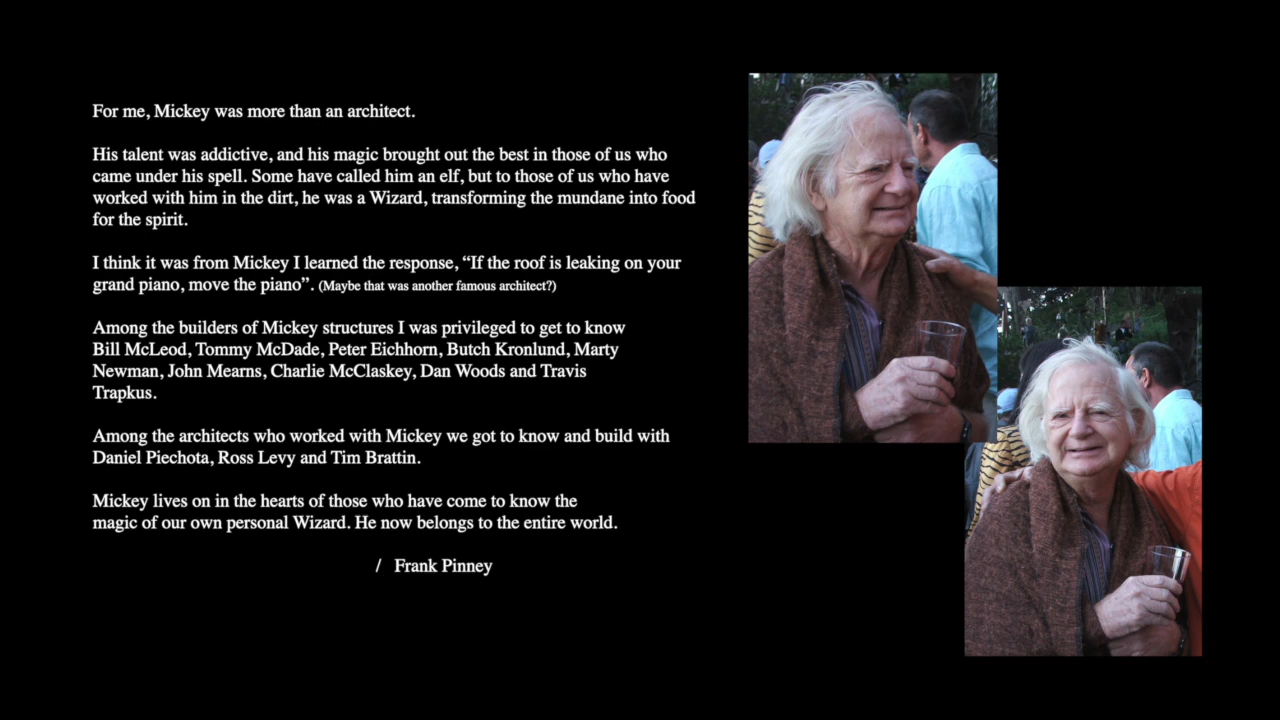 For me, Mickey was more than an architect.
His talent was addictive, and his magic brought out the best in those of us who
came under his spell. Some have called him an elf, but to those of us who have
worked with him in the dirt, he was a Wizard, transforming the mundane into food
for the spirit.
I think it was from Mickey I learned the response, “If the roof is leaking on your
grand piano, move the piano”. (Maybe that was another famous architect?)
Among the builders of Mickey structures I was privileged to get to know
Bill McLeod, Tommy McDade, Peter Eichhorn, Butch Kronlund, Marty
Newman, John Mearns, Charlie McClaskey, Dan Woods and Travis
Trapkus.
Among the architects who worked with Mickey we got to know and build with
Daniel Piechota, Ross Levy and Tim Brattin.
Mickey lives on in the hearts of those who have come to know the
magic of our own personal Wizard. He now belongs to the entire world.
/ Frank Pinney